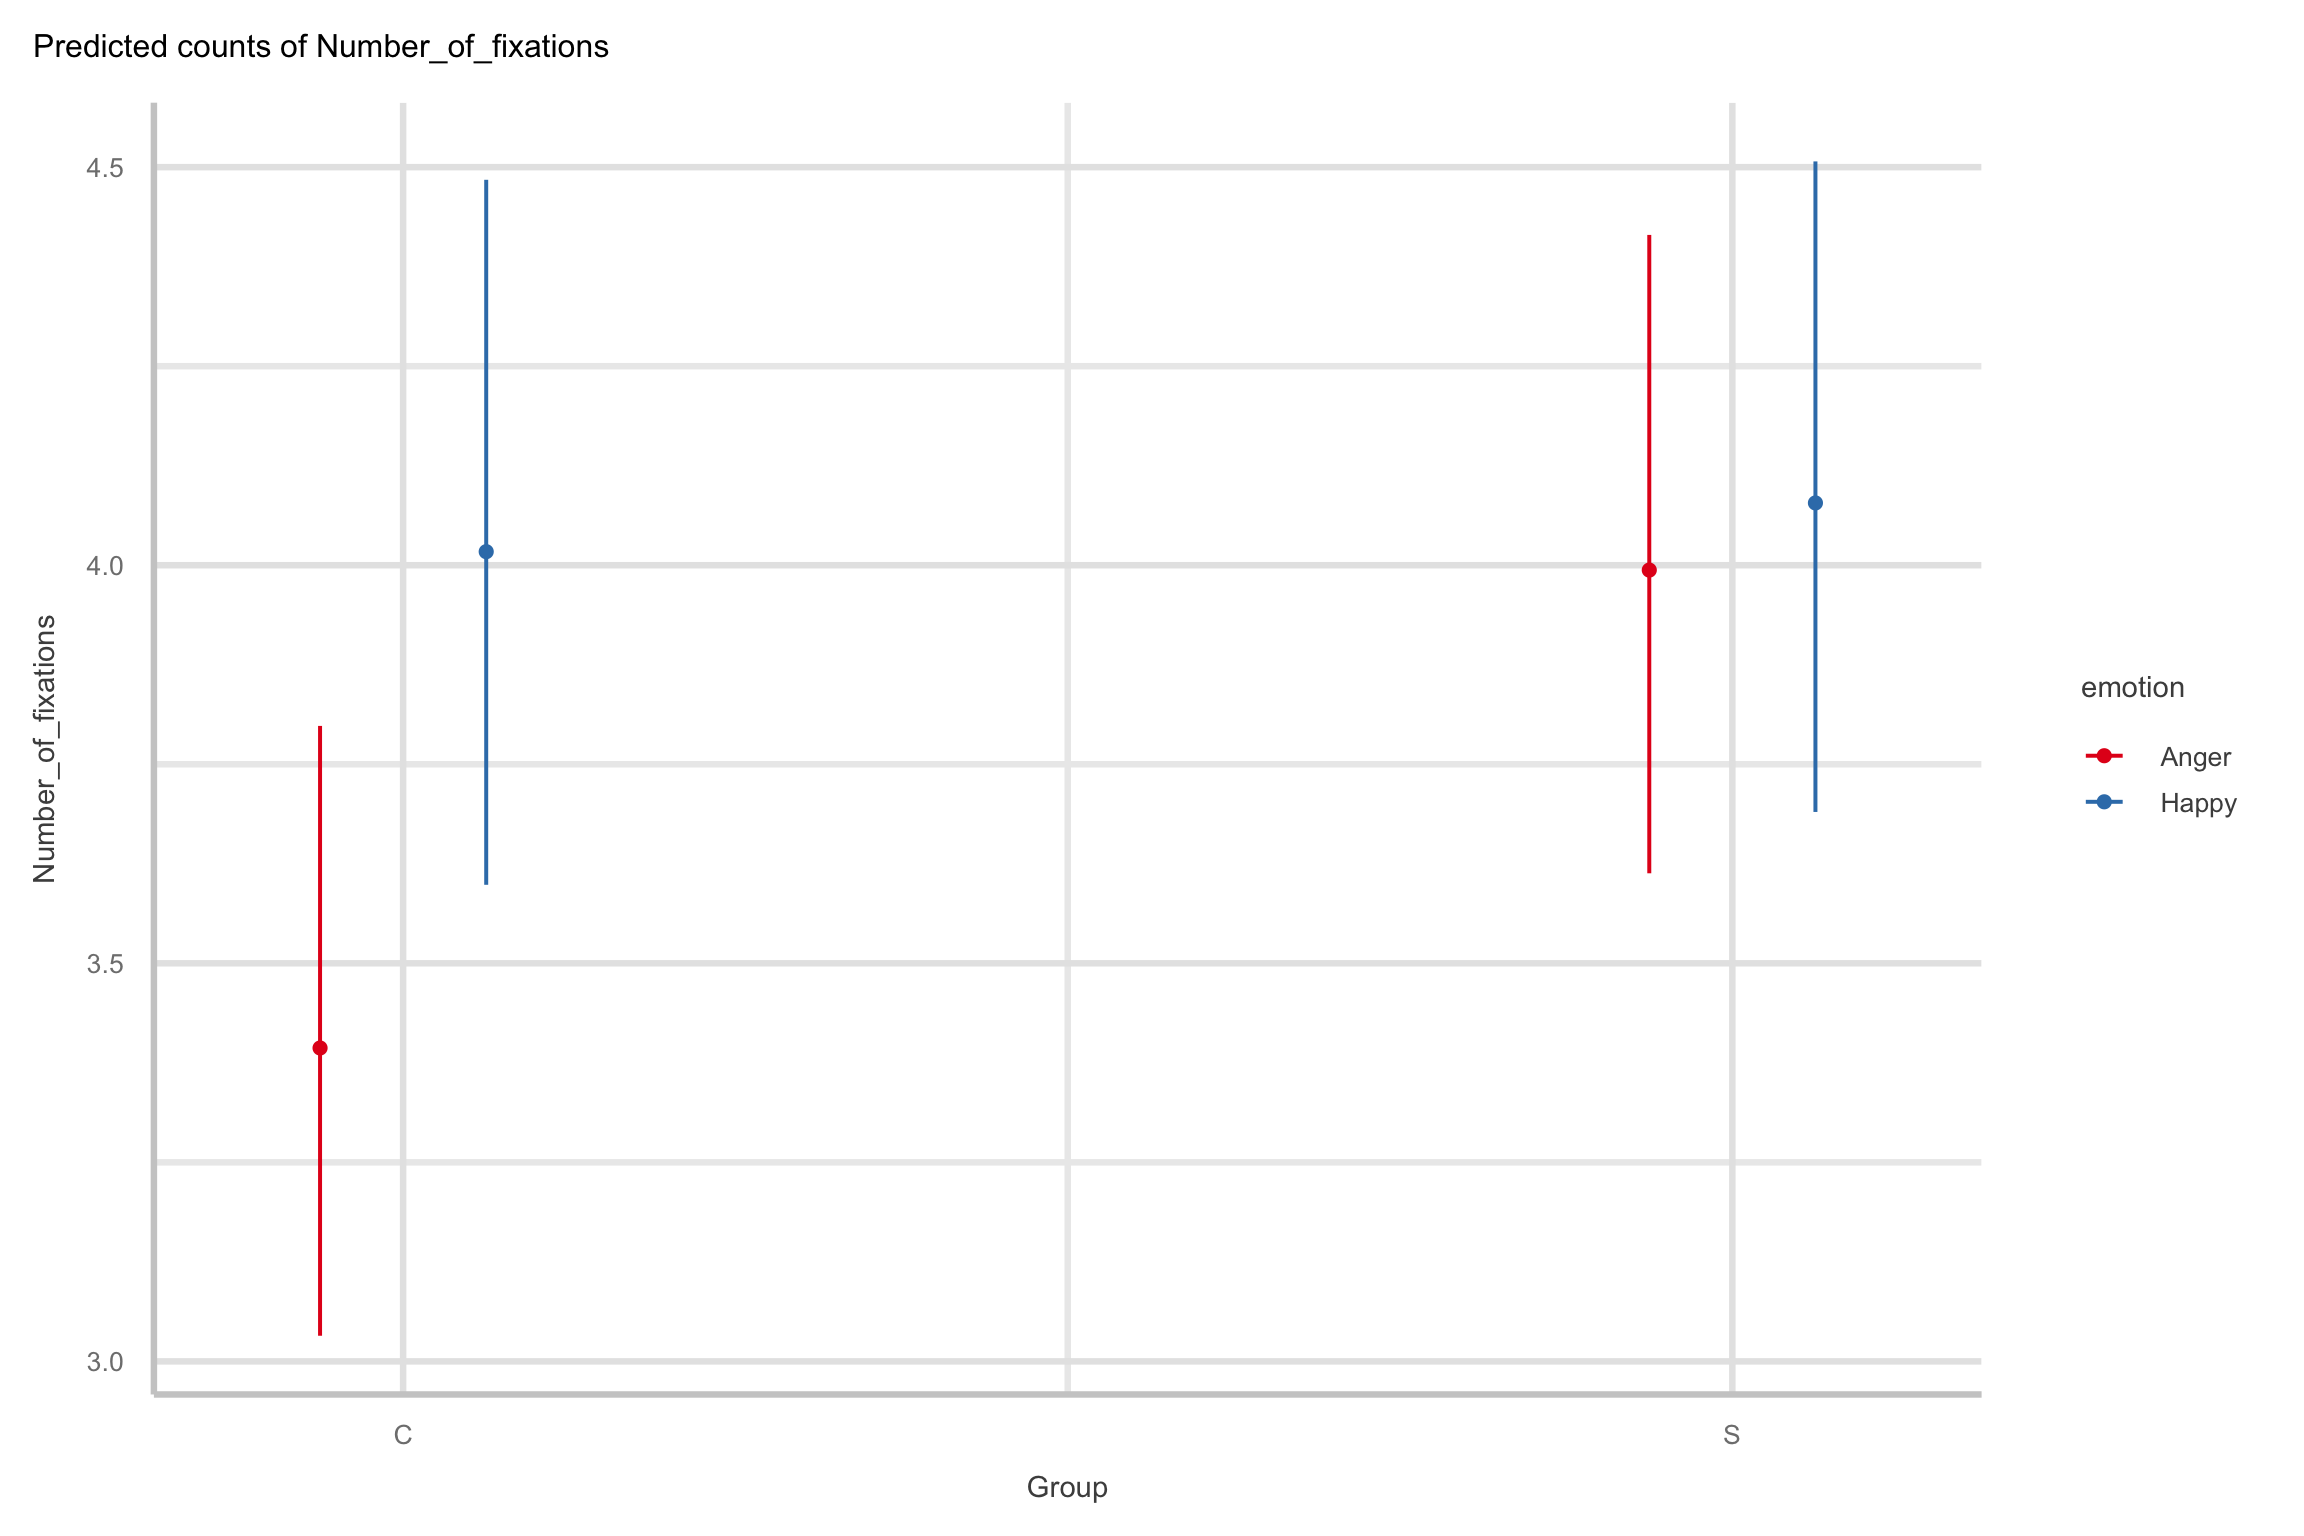 Predicted counts of Number_of_fixations
4.5
4.0
3.5
3.0
Number_of_fixations
C
S
Group
emotion
Anger
Happy